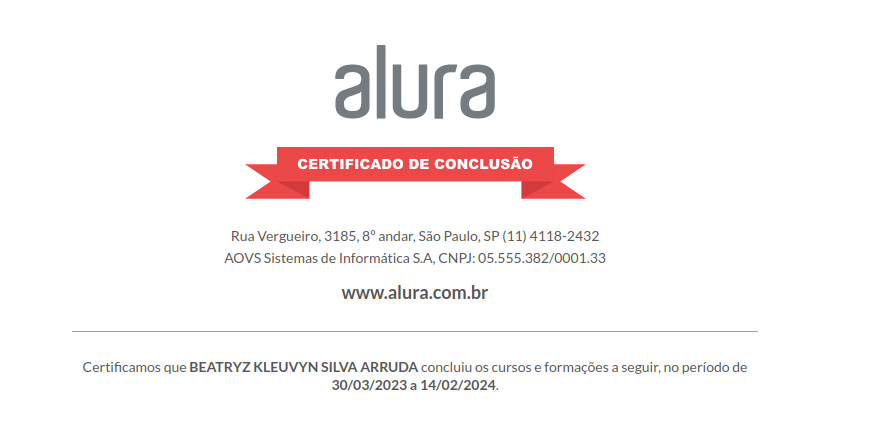 alura
CERTIFICADO DE CONCLUSÃO
Rua Vergueiro, 3185, 8º andar, São Paulo, SP (11) 4118-2432
AOVS Sistemas de Informática S.A, CNPJ: 05.555.382/0001.33
www.alura.com.br
Certificamos que BEATRYZ KLEUVYN SILVA ARRUDA concluiu os cursos e formações a seguir, no período de
30/03/2023 a 14/02/2024.